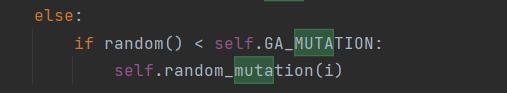 else:
if random() < self.GA_MUTATION:
self.random_mutation(i)